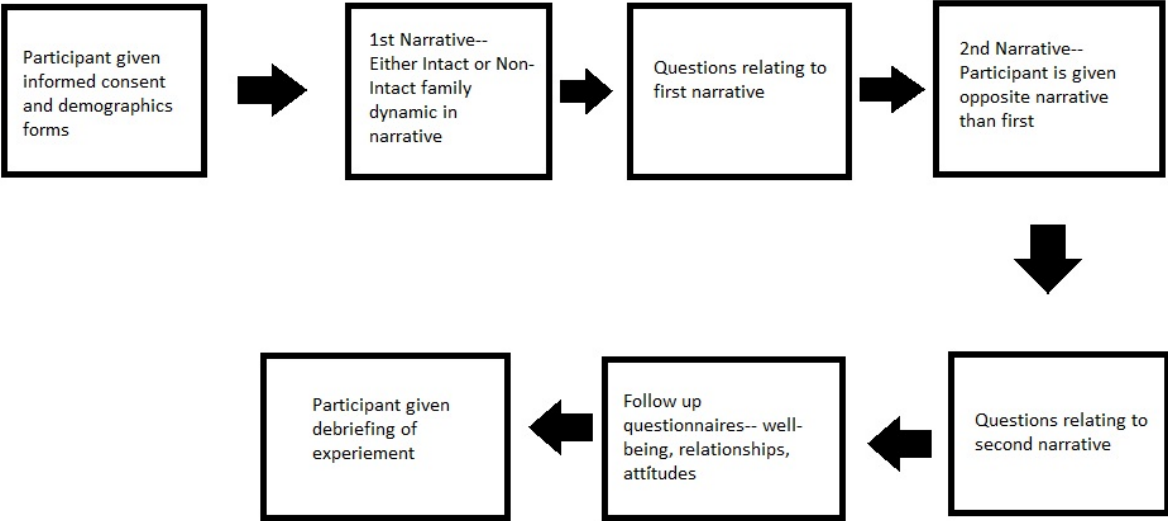 Participant given
informed consent
and demographics
forms
1st Narrative--
Either Intact or Non-
Intact family
dynamic in
narrative
Questions relating to
first narrative
2nd Narrative--
Participant is given
opposite narrative
than first
Questions relating to
second narrative
Follow up
questionnaires-- well-
being, relationships,
attitudes
Participant given
debriefing of
experiement